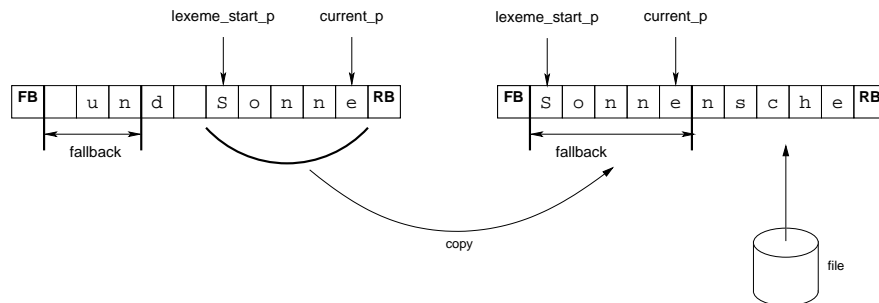 lexeme_start_p current_p lexeme_start_p current_p
FB u n d S o n n e RB FB S o n n e n s c h e RB
fallback fallback
copy
file